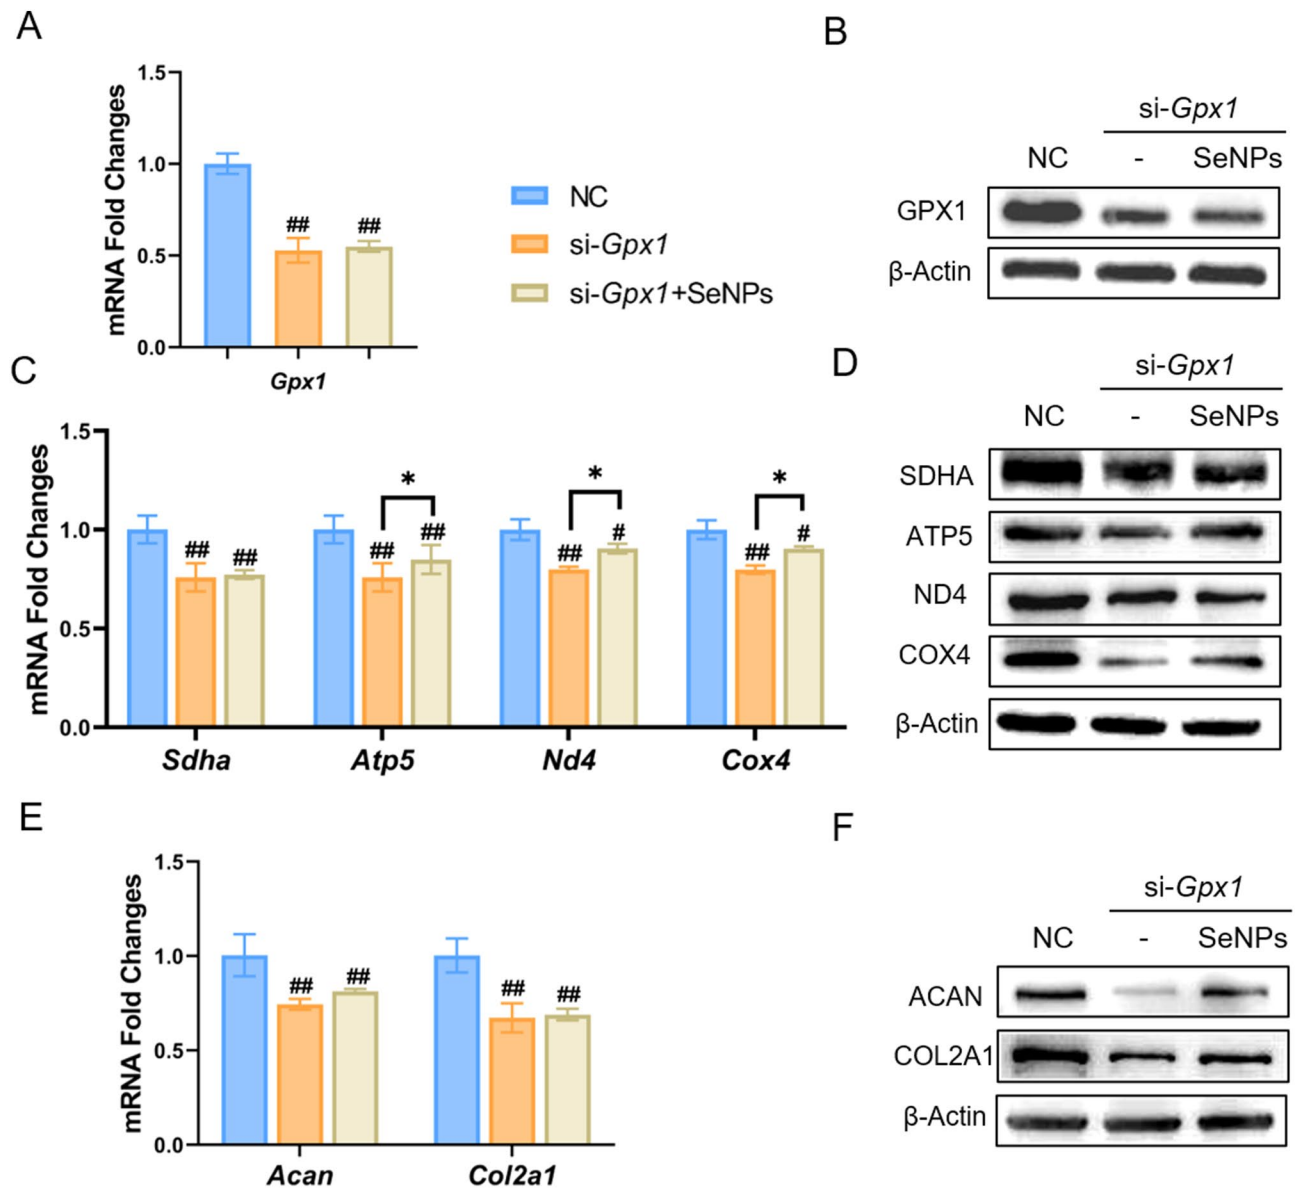 A
1.5
1.0
0.5
0.0
mRNA Fold Changes
##
##
Gpx1
NC
si-Gpx1
si-Gpx1+SeNPs
B
si-Gpx1
NC
-
SeNPs
GPX1
β-Actin
C
1.5
1.0
0.5
0.0
mRNA Fold Changes
##
##
*
##
##
*
##
#
*
##
#
Sdha
Atp5
Nd4
Cox4
D
si-Gpx1
NC
-
SeNPs
SDHA
ATP5
ND4
COX4
β-Actin
E
1.5
1.0
0.5
0.0
mRNA Fold Changes
##
##
##
##
Acan
Col2a1
F
si-Gpx1
NC
-
SeNPs
ACAN
COL2A1
β-Actin